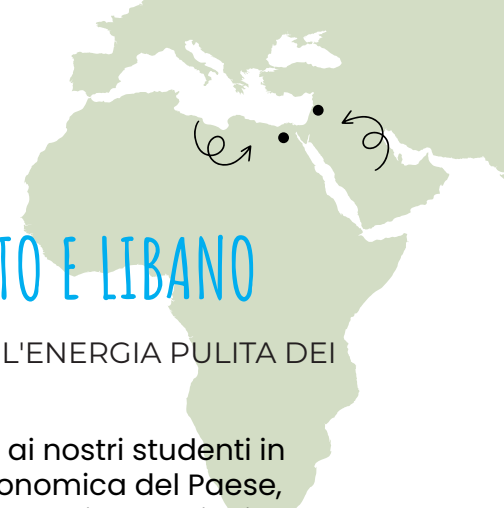 TO E LIBANO
L'ENERGIA PULITA DEI
ai nostri studenti in
onomica del Paese,